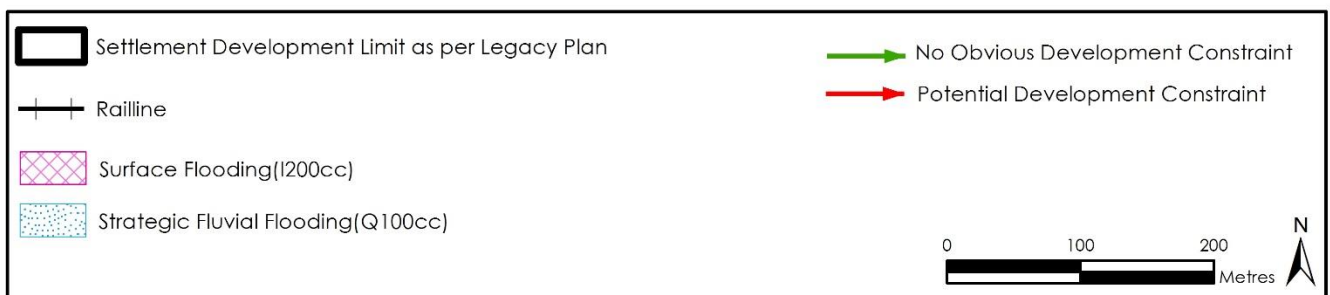 Settlement Development Limit as per Legacy Plan
Railline
Surface Flooding(I200cc)
Strategic Fluvial Flooding(Q100cc)
No Obvious Development Constraint
Potential Development Constraint
N
0 100 200
Metres